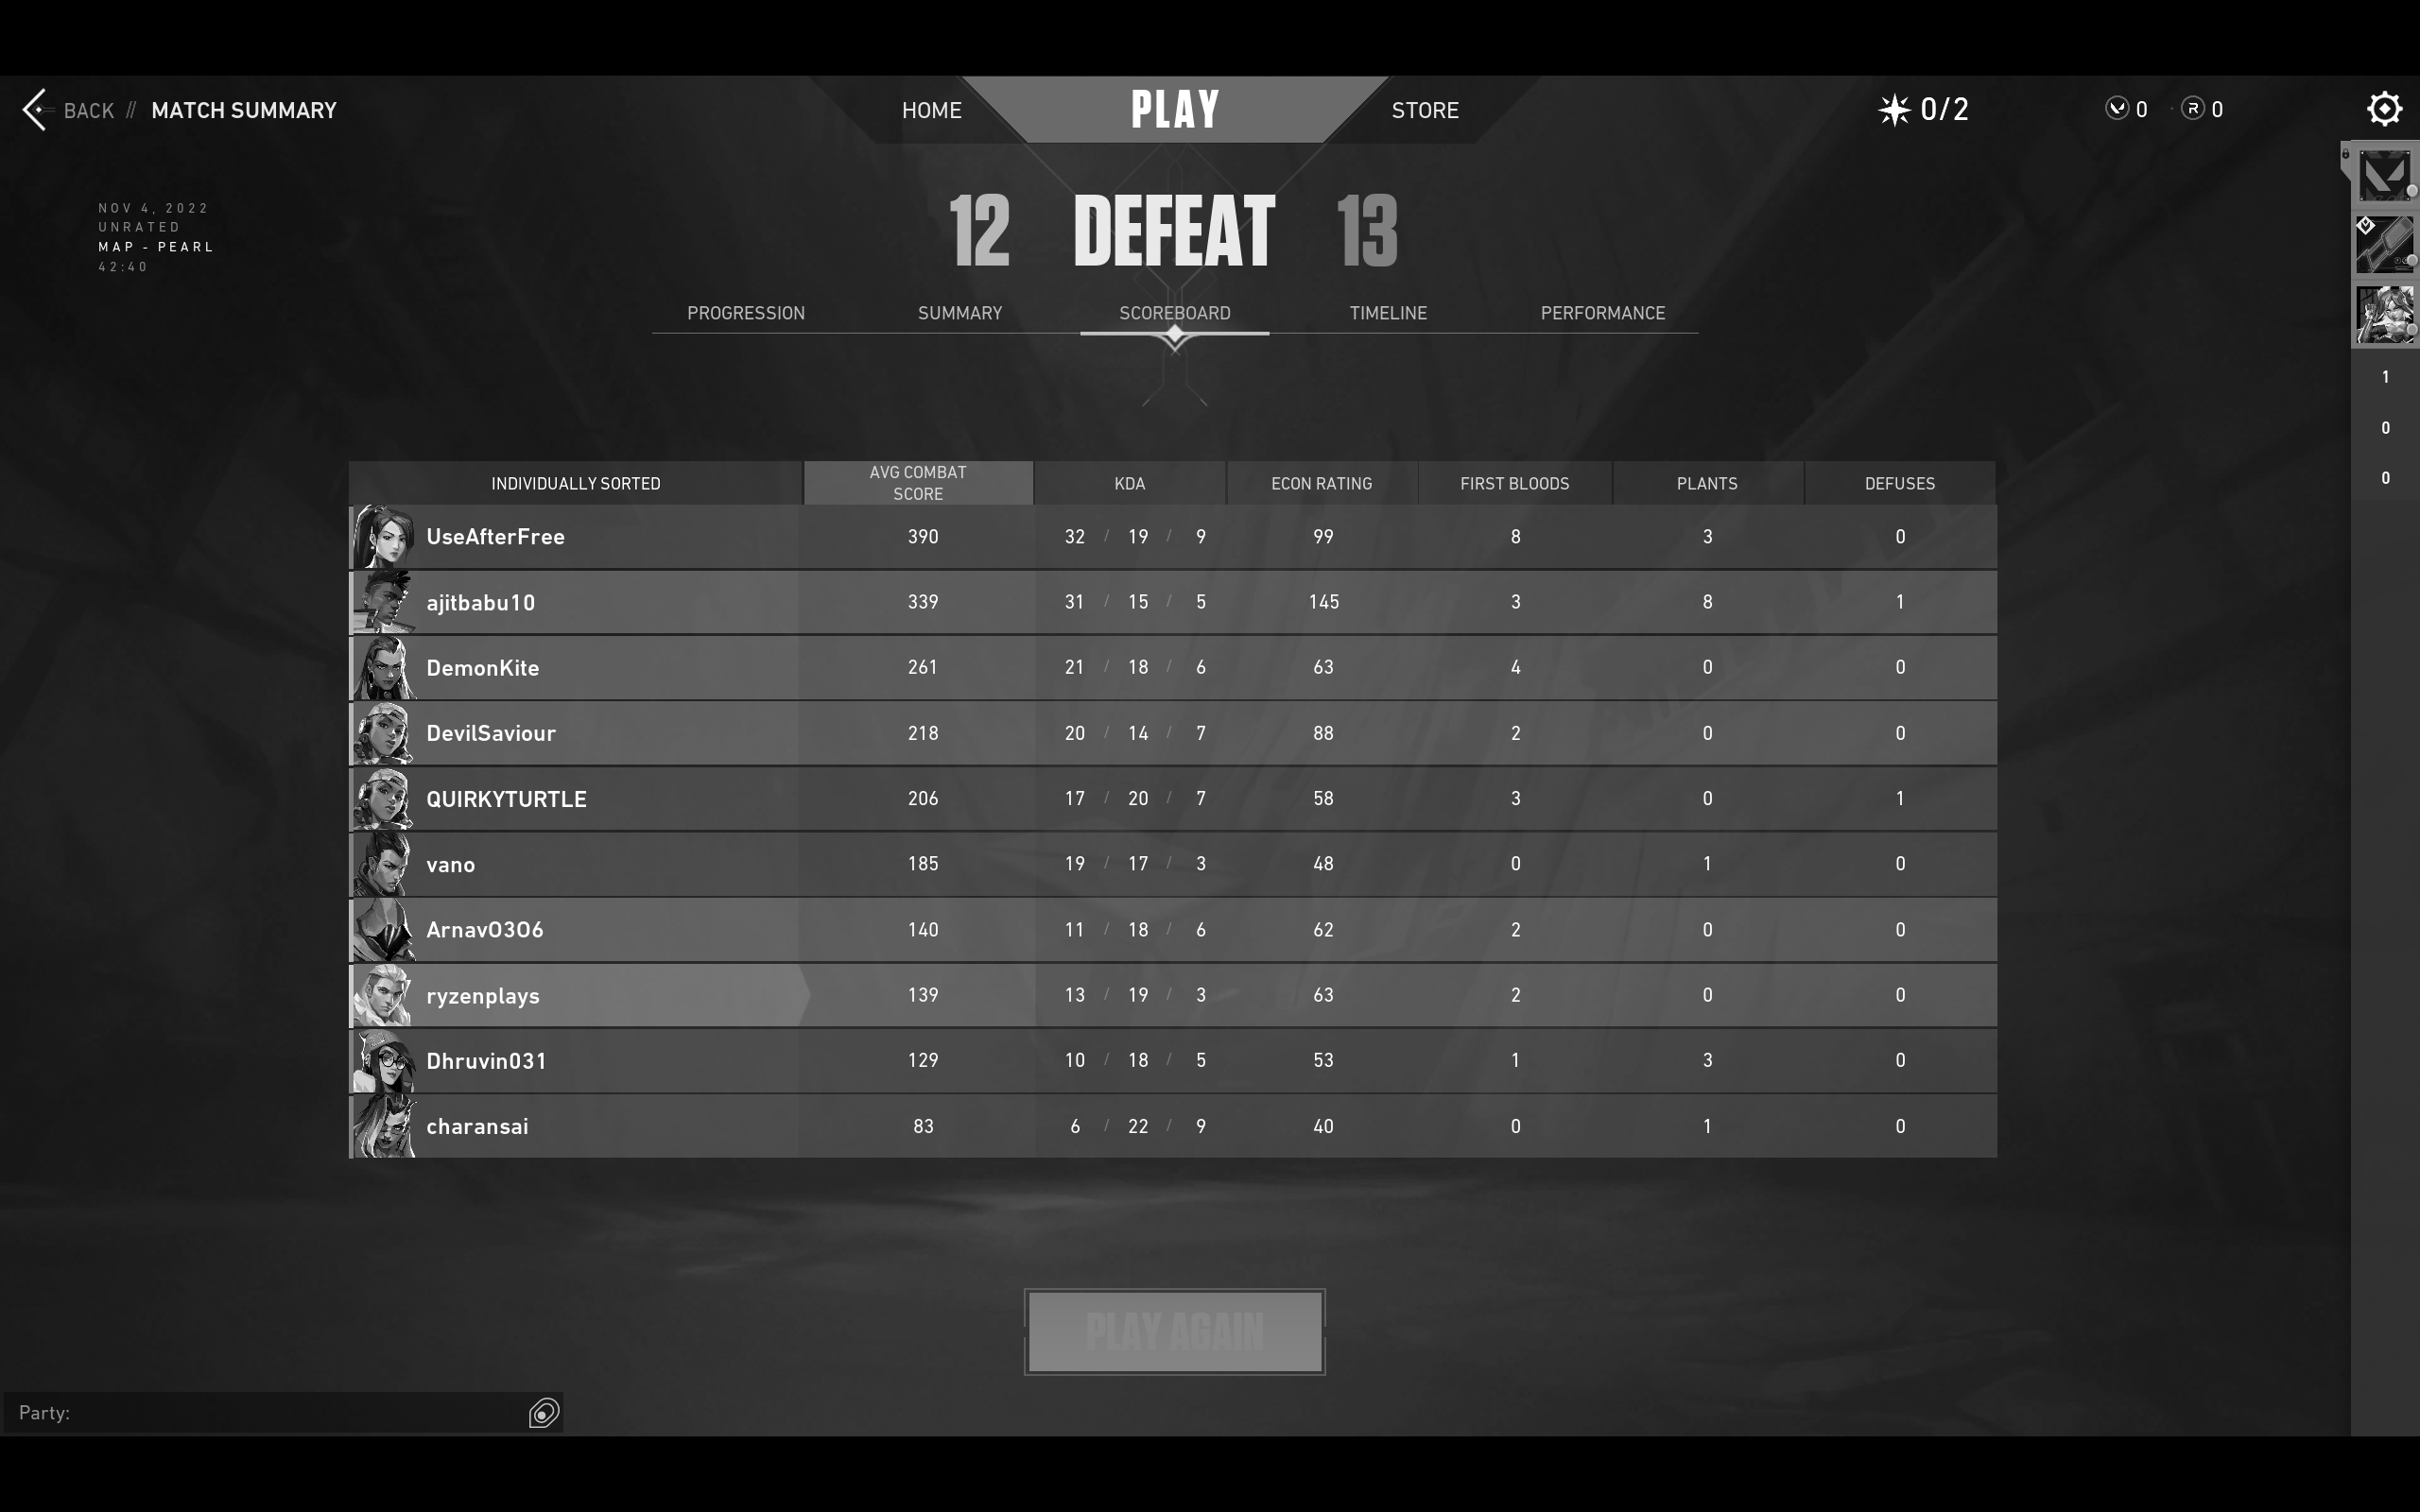 BACK // MATCH SUMMARY HOME PLAY STORE 0/2 0 R 0
NOV 4, 2022
UNRATED
MAP - PEARL
42:40
12 DEFEAT 13
PROGRESSION SUMMARY SCOREBOARD TIMELINE PERFORMANCE
1
0
0
INDIVIDUALLY SORTED AVG COMBAT SCORE KDA ECON RATING FIRST BLOODS PLANTS DEFUSES
UseAfterFree 390 32 / 19 / 9 99 8 3 0
ajitbabu10 339 31 / 15 / 5 145 3 8 1
DemonKite 261 21 / 18 / 6 63 4 0 0
DevilSaviour 218 20 / 14 / 7 88 2 0 0
QUIRKYTURTLE 206 17 / 20 / 7 58 3 0 1
vano 185 19 / 17 / 3 48 0 1 0
ArnavO3O6 140 11 / 18 / 6 62 2 0 0
ryzenplays 139 13 / 19 / 3 63 2 0 0
Dhruvin031 129 10 / 18 / 5 53 1 3 0
charansai 83 6 / 22 / 9 40 0 1 0
PLAY AGAIN
Party: